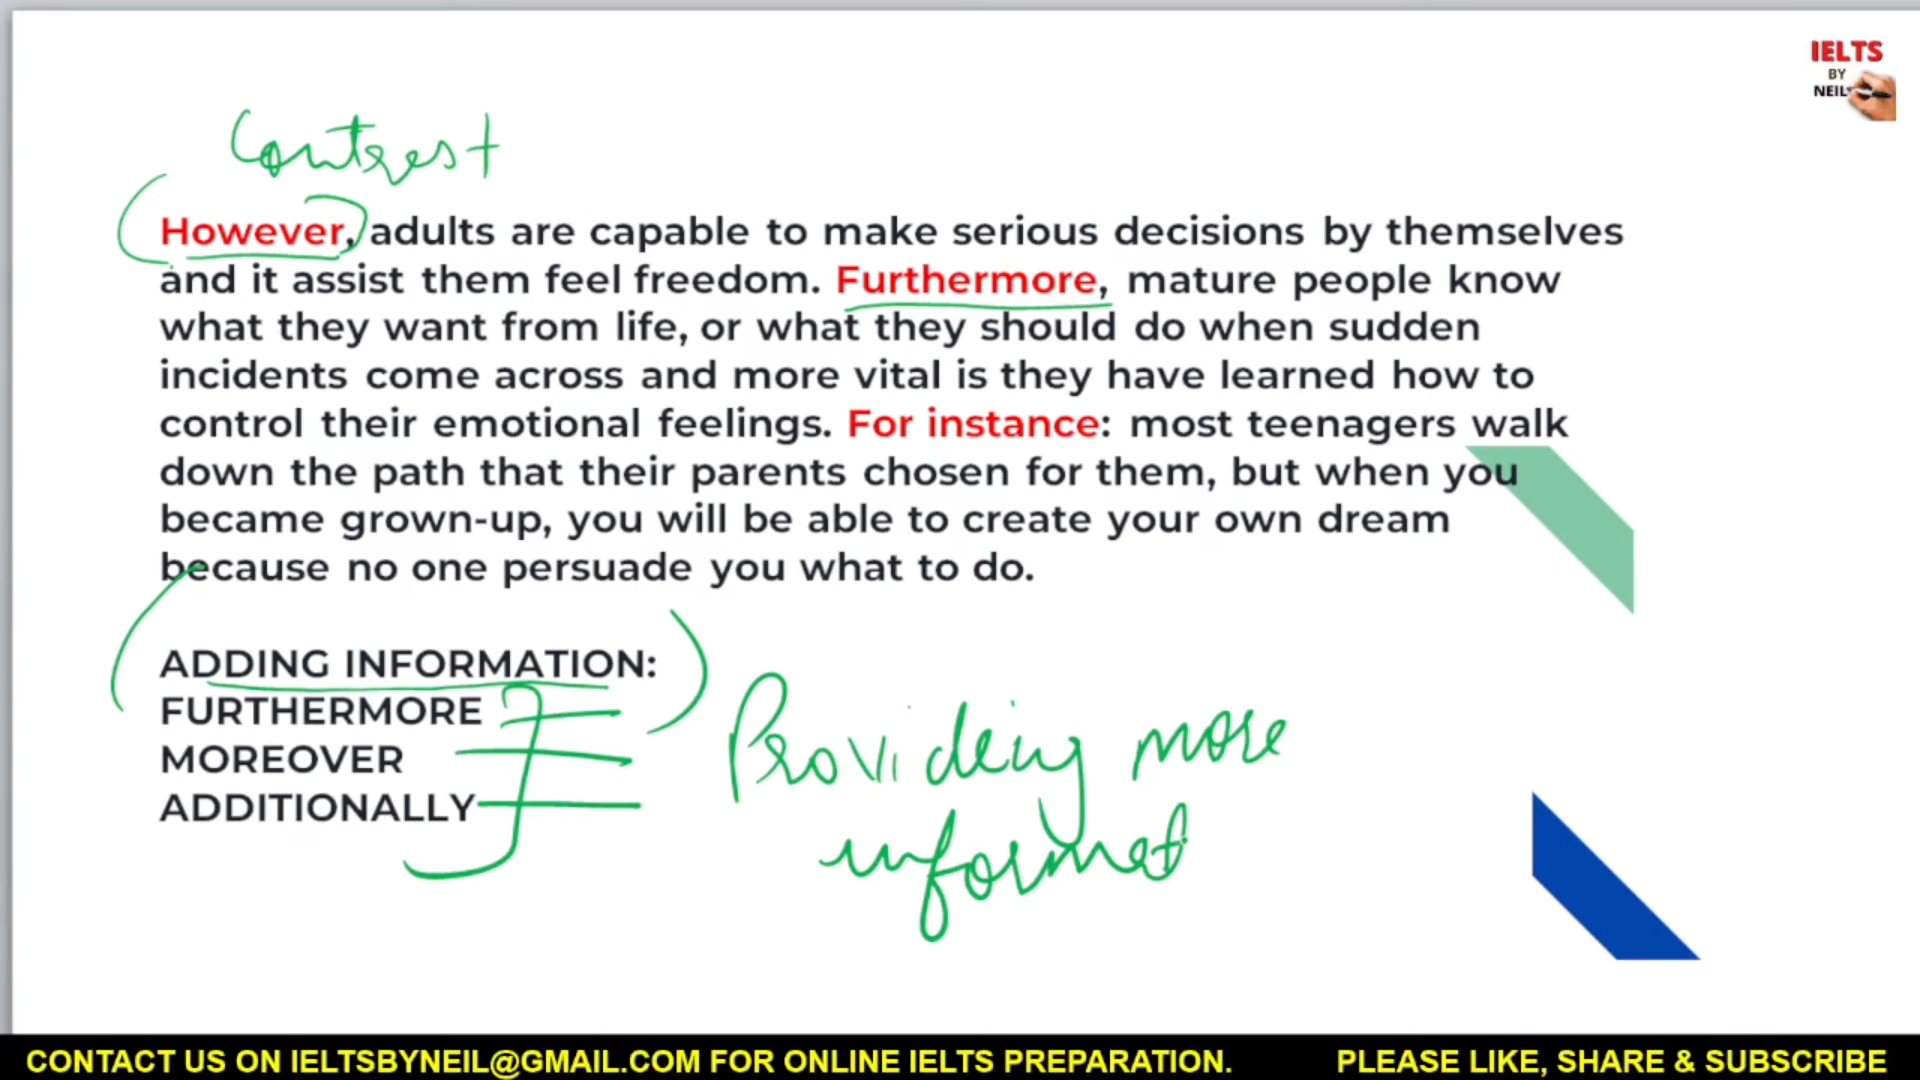 IELTS
BY
NEIL
Contrast
However, adults are capable to make serious decisions by themselves
and it assist them feel freedom. Furthermore, mature people know
what they want from life, or what they should do when sudden
incidents come across and more vital is they have learned how to
control their emotional feelings. For instance: most teenagers walk
down the path that their parents chosen for them, but when you
became grown-up, you will be able to create your own dream
because no one persuade you what to do.
ADDING INFORMATION:
FURTHERMORE
MOREOVER
ADDITIONALLY
Providing more
informat
CONTACT US ON IELTSBYNEIL@GMAIL.COM FOR ONLINE IELTS PREPARATION. PLEASE LIKE, SHARE & SUBSCRIBE